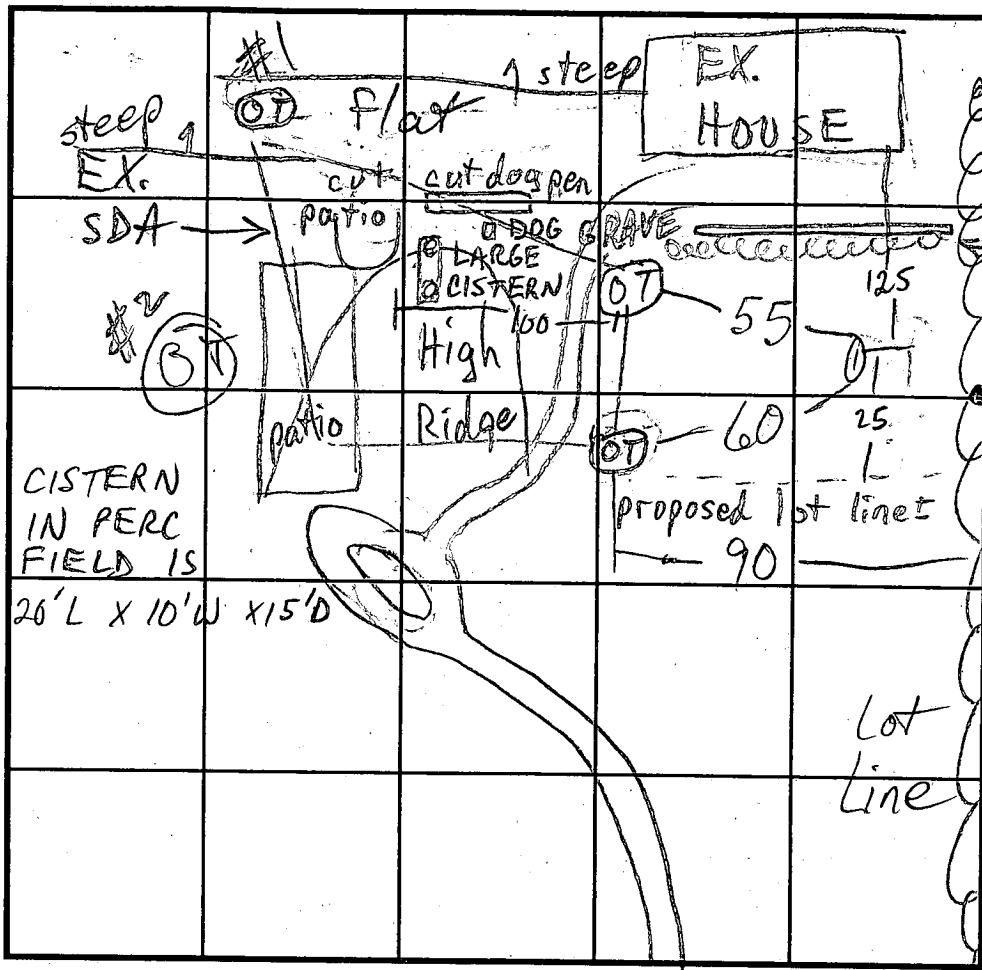 #1
↑ steep
EX.
HOUSE
OT
flat
steep ↑
EX.
SDA →
cut
patio
cut dog pen
a DOG GRAVE
LARGE
CISTERN
OT
55
125
100
#2
OT
High
Ridge
patio
OT
60
25
CISTERN
IN PERC
FIELD IS
20'L X 10'W X 15'D
proposed lot line±
90
Lot
Line